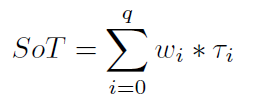 SoT = \sum_{i=0}^{q} w_i * \tau_i